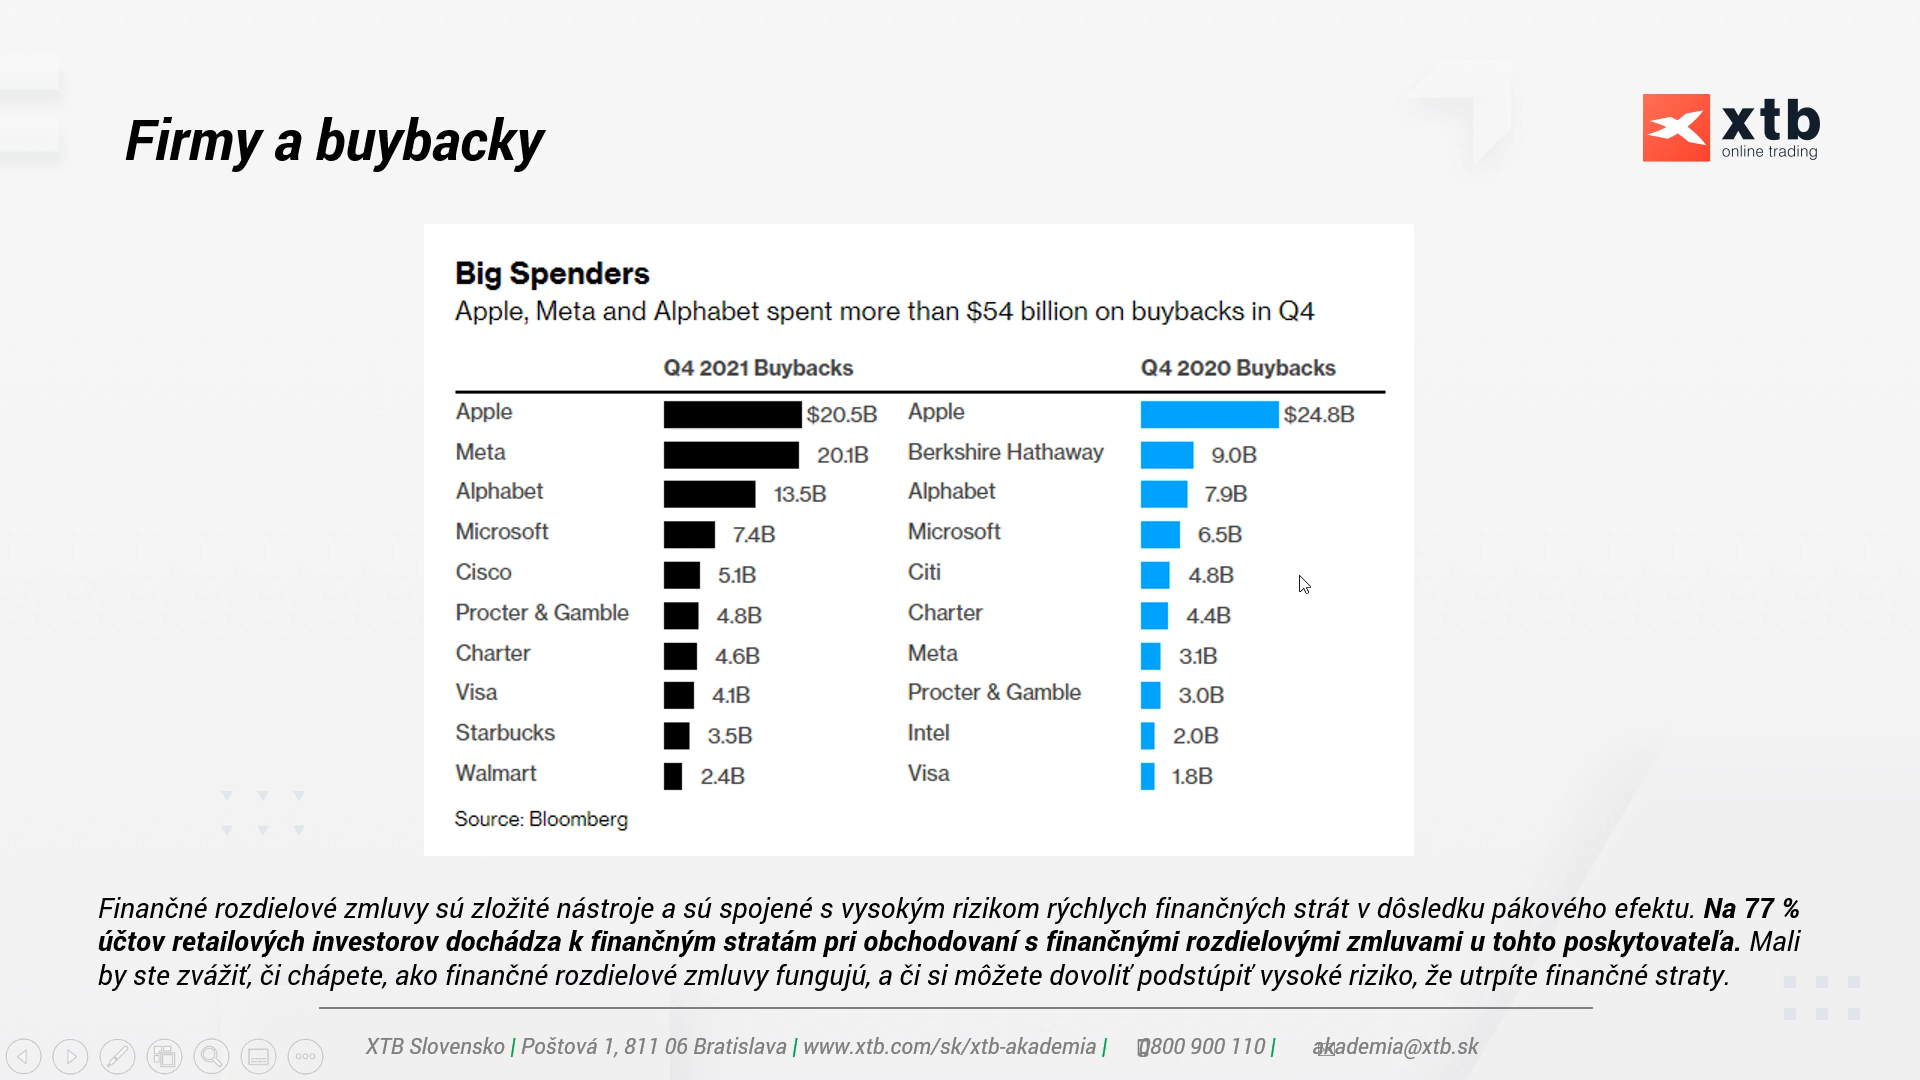 Firmy a buybacky
xtb
online trading
Big Spenders
Apple, Meta and Alphabet spent more than $54 billion on buybacks in Q4
Q4 2021 Buybacks Q4 2020 Buybacks
Apple $20.5B Apple $24.8B
Meta 20.1B Berkshire Hathaway 9.0B
Alphabet 13.5B Alphabet 7.9B
Microsoft 7.4B Microsoft 6.5B
Cisco 5.1B Citi 4.8B
Procter & Gamble 4.8B Charter 4.4B
Charter 4.6B Meta 3.1B
Visa 4.1B Procter & Gamble 3.0B
Starbucks 3.5B Intel 2.0B
Walmart 2.4B Visa 1.8B
Source: Bloomberg
Finančné rozdielové zmluvy sú zložité nástroje a sú spojené s vysokým rizikom rýchlych finančných strát v dôsledku pákového efektu. Na 77 %
účtov retailových investorov dochádza k finančným stratám pri obchodovaní s finančnými rozdielovými zmluvami u tohto poskytovateľa. Mali
by ste zvážiť, či chápete, ako finančné rozdielové zmluvy fungujú, a či si môžete dovoliť podstúpiť vysoké riziko, že utrpíte finančné straty.
XTB Slovensko | Poštová 1, 811 06 Bratislava | www.xtb.com/sk/xtb-akademia | 0800 900 110 | akademia@xtb.sk